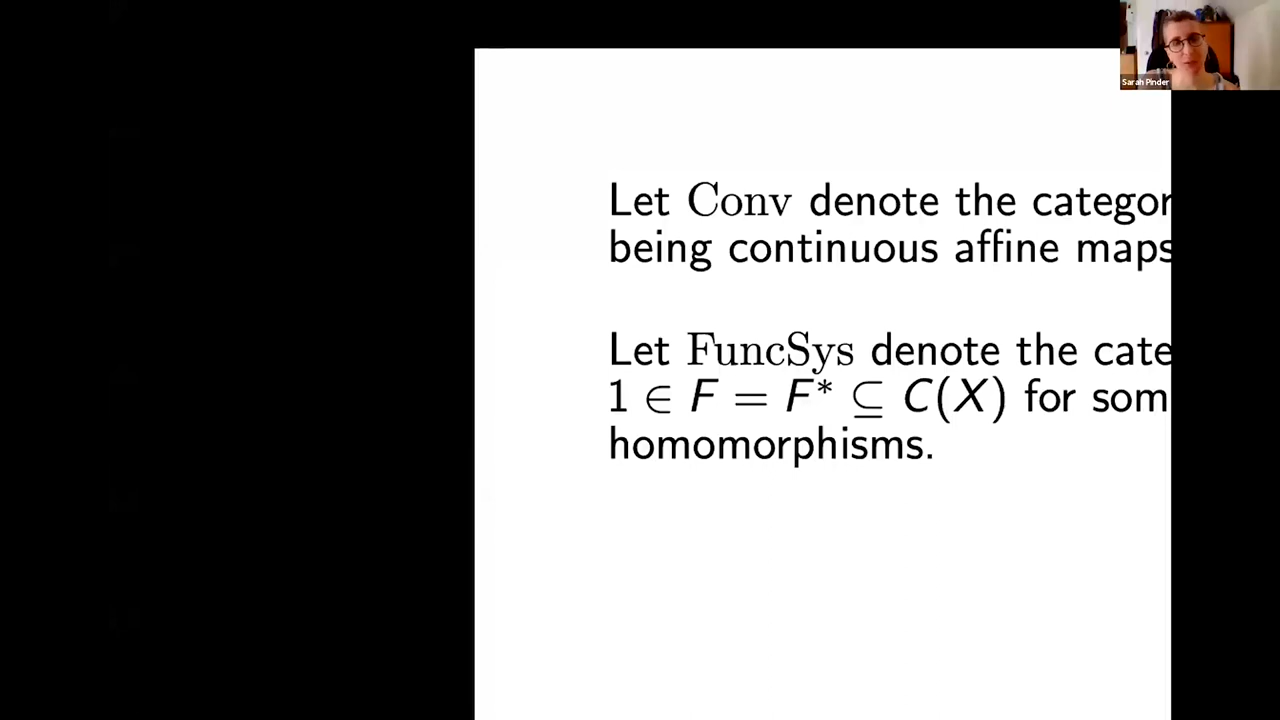 Sarah Pinder
Let Conv denote the categor
being continuous affine maps
Let FuncSys denote the cate
1 ∈ F = F* ⊆ C(X) for som
homomorphisms.